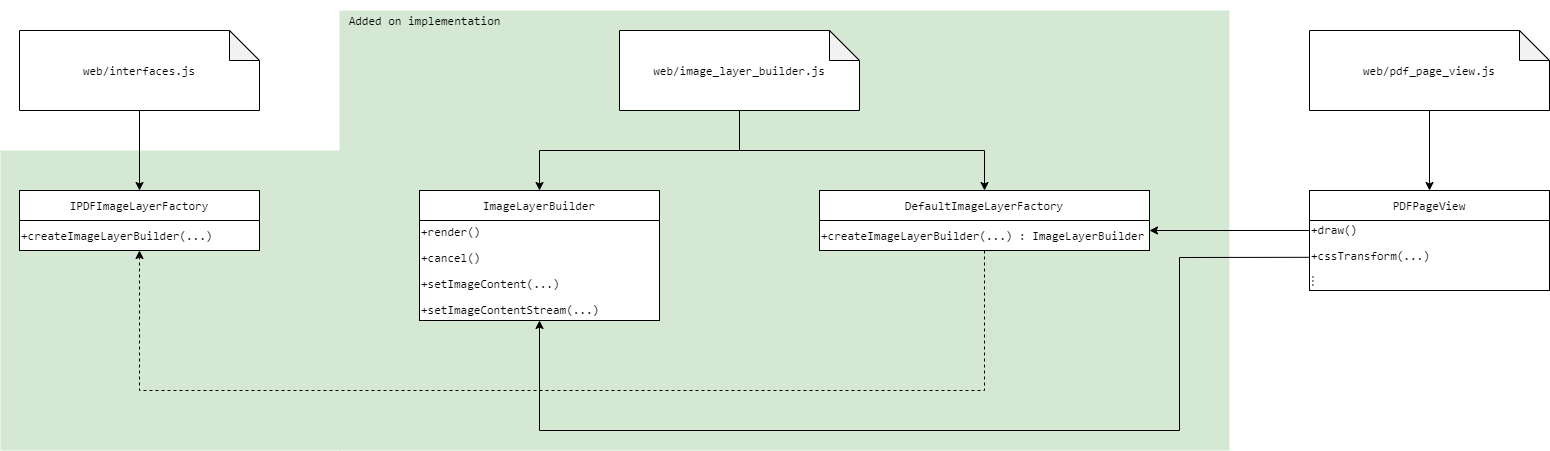 Added on implementation
web/interfaces.js
web/image_layer_builder.js
web/pdf_page_view.js
IPDFImageLayerFactory
+createImageLayerBuilder(...)
ImageLayerBuilder
+render()
+cancel()
+setImageContent(...)
+setImageContentStream(...)
DefaultImageLayerFactory
+createImageLayerBuilder(...) : ImageLayerBuilder
PDFPageView
+draw()
+cssTransform(...)
⋮